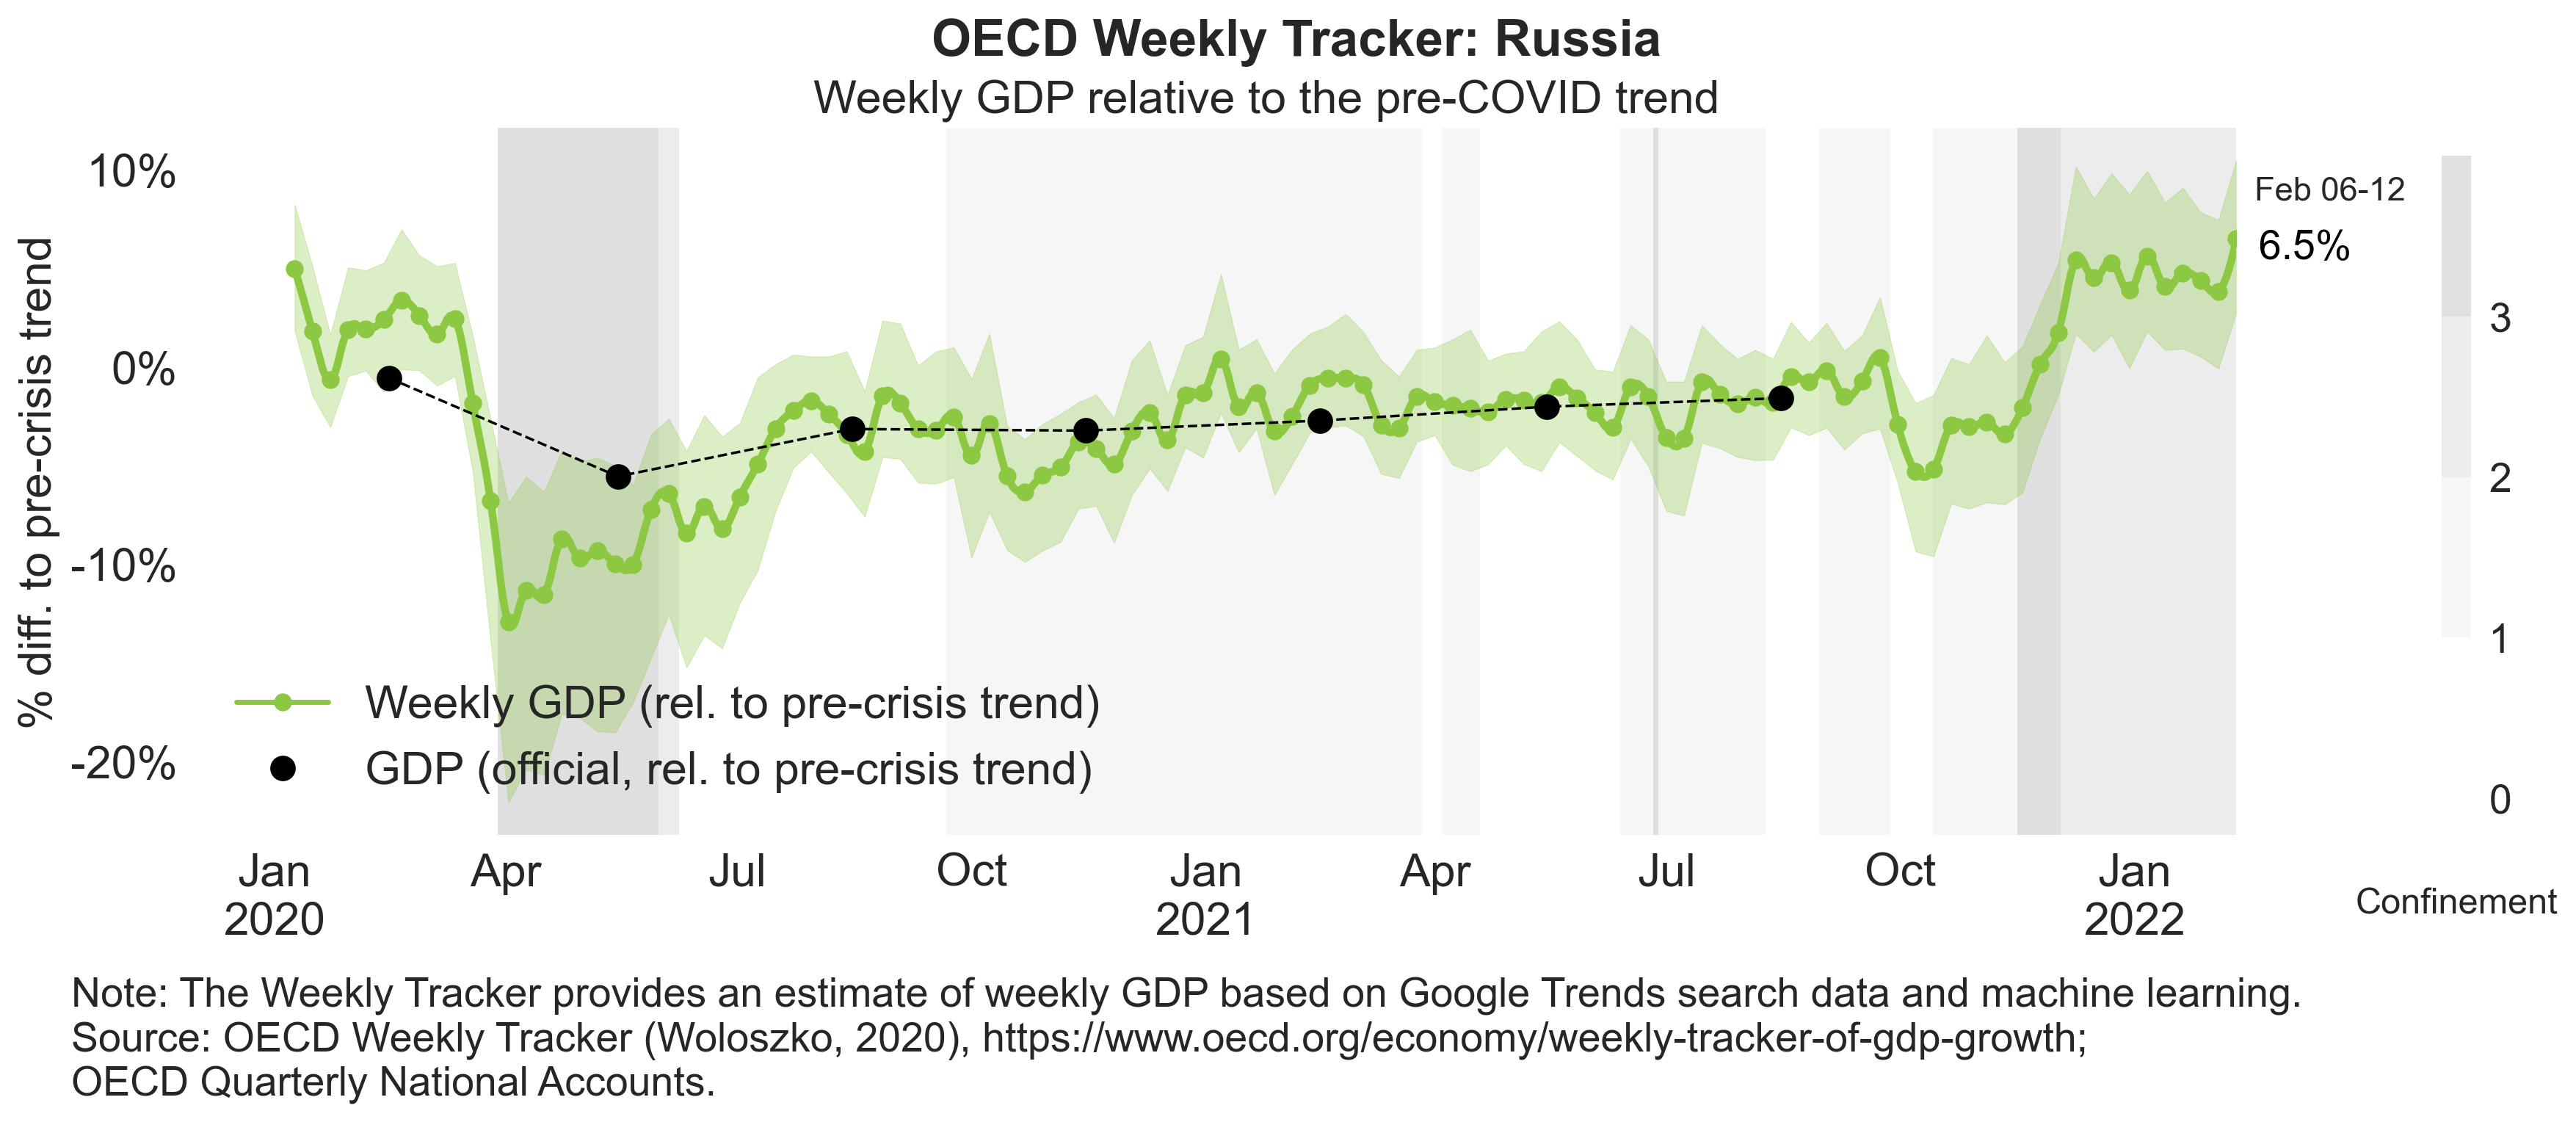 OECD Weekly Tracker: Russia
Weekly GDP relative to the pre-COVID trend
% diff. to pre-crisis trend
10%
0%
-10%
-20%
Feb 06-12
6.5%
3
2
1
0
Weekly GDP (rel. to pre-crisis trend)
GDP (official, rel. to pre-crisis trend)
Jan Apr Jul Oct Jan Apr Jul Oct Jan
2020 2021 2022
Confinement
Note: The Weekly Tracker provides an estimate of weekly GDP based on Google Trends search data and machine learning.
Source: OECD Weekly Tracker (Woloszko, 2020), https://www.oecd.org/economy/weekly-tracker-of-gdp-growth;
OECD Quarterly National Accounts.